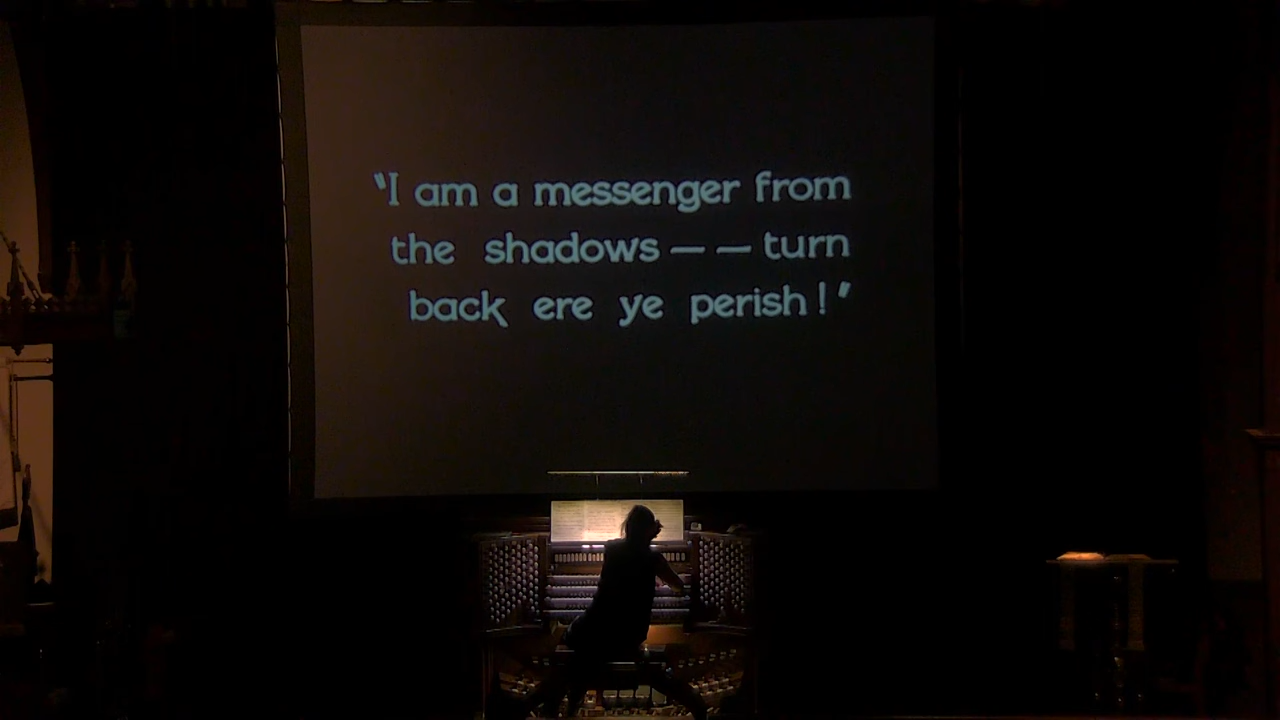 "I am a messenger from
the shadows — — turn
back ere ye perish!"